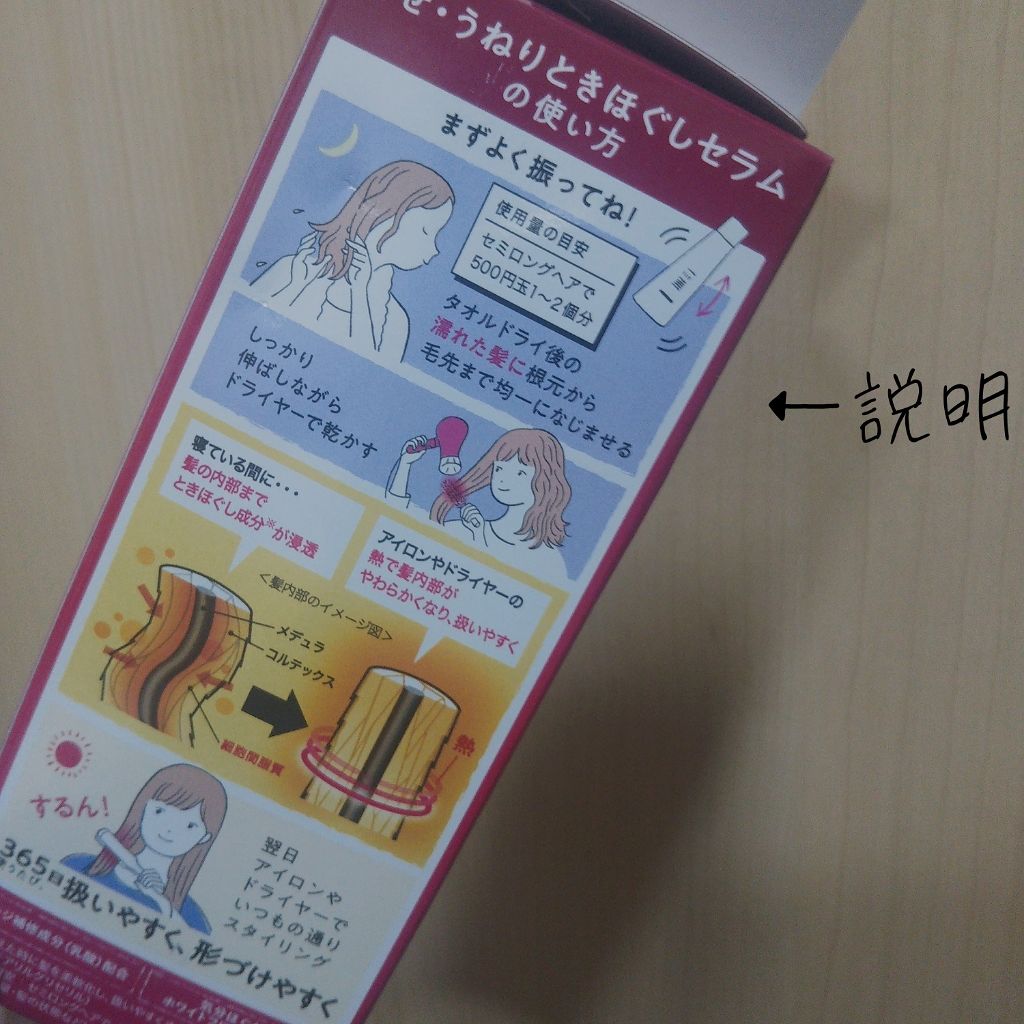 ・うねりときほぐしセラム
の使い方
まずよく振ってね!
使用量の目安
セミロングヘアで
500円玉1〜2個分
タオルドライ後の
濡れた髪に根元から
毛先まで均一になじませる
しっかり
伸ばしながら
ドライヤーで乾かす
←説明
寝ている間に・・・
髪の内部まで
ときほぐし成分※が浸透
アイロンやドライヤーの
熱で髪内部が
やわらかくなり、扱いやすく
<髪内部のイメージ図>
メデュラ
コルテックス
細胞間脂質
熱
するん!
翌日
アイロンや
ドライヤーで
いつもの通り
スタイリング
365日
扱いやすく、形づけやすく
補修成分(乳酸)配合